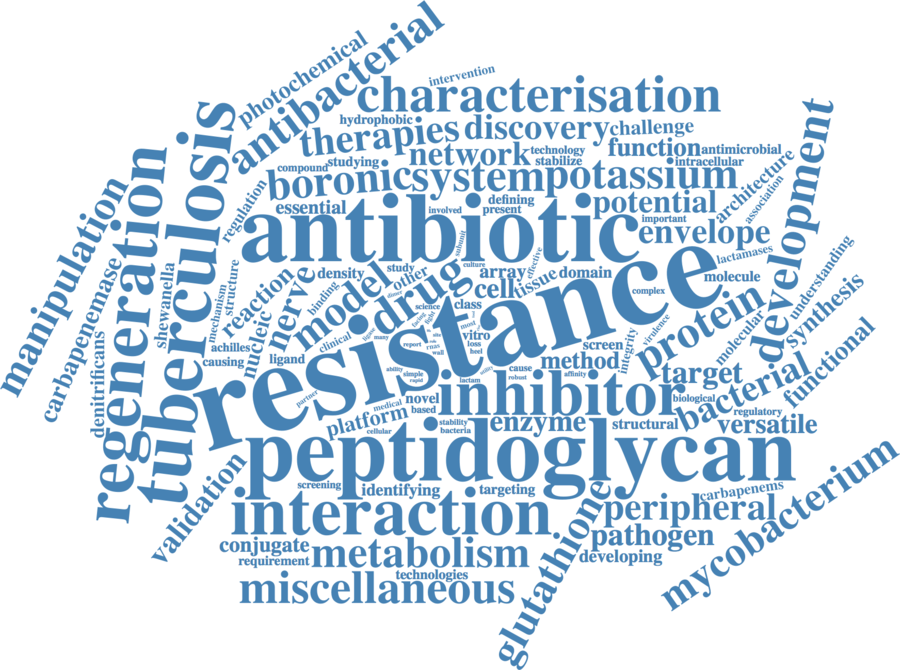 intervention
photochemical
antibacterial
characterisation
hydrophobic
therapies
discovery
challenge
network
technology
function
antimicrobial
compound
studying
stabilize
intracellular
boronic
system
potassium
architecture
regulation
essential
defining
present
potential
association
involved
important
antibiotic
envelope
development
tuberculosis
regeneration
manipulation
carbapenemase
denitrificans
shewanella
mechanism
structure
reaction
nucleic
nerve
density
binding
model
study
other
drug
culture
subunit
array
cell
effective
tissue
domain
lactamases
molecule
complex
understanding
resistance
achilles
causing
ligand
clinical
science
class
many
report
most
vitro
loss
wall
heel
screen
method
integrity
virulence
protein
molecular
synthesis
functional
ability
simple
rapid
lactam
cause
robust
affinity
target
bacterial
partner
platform
medical
cellular
novel
based
inhibitor
biological
regulatory
stability
bacteria
enzyme
structural
versatile
peptidoglycan
validation
screening
identifying
targeting
carbapenems
interaction
glutathione
peripheral
pathogen
mycobacterium
conjugate
requirement
metabolism
developing
technologies
miscellaneous